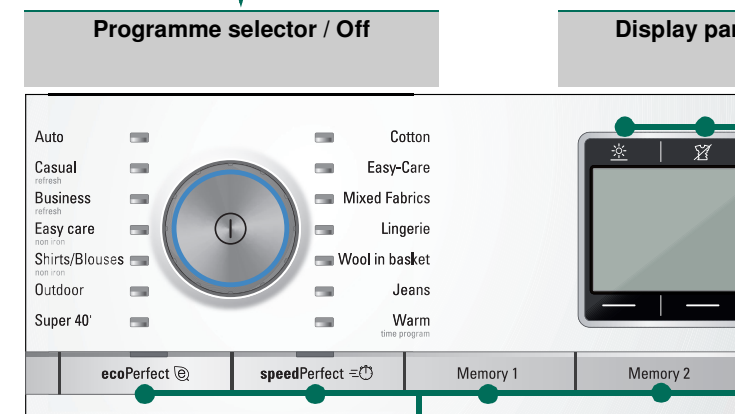 Programme selector / Off
Display
Auto
Casual
refresh
Business
refresh
Easy care
non iron
Shirts/Blouses
non iron
Outdoor
Super 40'
Cotton
Easy-Care
Mixed Fabrics
Lingerie
Wool in basket
Jeans
Warm
time program
ecoPerfect
speedPerfect
Memory 1
Memory 2